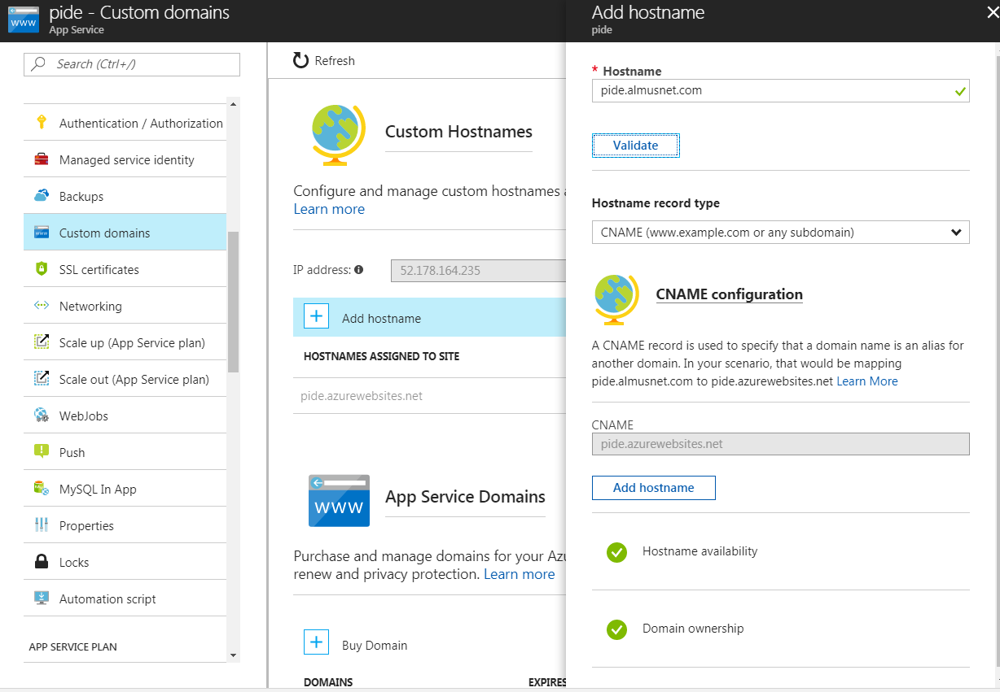 pide - Custom domains
App Service
www
Search (Ctrl+/)
Authentication / Authorization
Managed service identity
Backups
Custom domains
SSL certificates
Networking
Scale up (App Service plan)
Scale out (App Service plan)
WebJobs
Push
MySQL In App
Properties
Locks
Automation script
APP SERVICE PLAN
Refresh
Custom Hostnames
Configure and manage custom hostnames
Learn more
IP address:
52.178.164.235
Add hostname
HOSTNAMES ASSIGNED TO SITE
pide.azurewebsites.net
www
App Service Domains
Purchase and manage domains for your Azu
renew and privacy protection. Learn more
Buy Domain
DOMAINS
EXPIRES
Add hostname
pide
* Hostname
pide.almusnet.com
Validate
Hostname record type
CNAME (www.example.com or any subdomain)
CNAME configuration
A CNAME record is used to specify that a domain name is an alias for
another domain. In your scenario, that would be mapping
pide.almusnet.com to pide.azurewebsites.net Learn More
CNAME
pide.azurewebsites.net
Add hostname
Hostname availability
Domain ownership